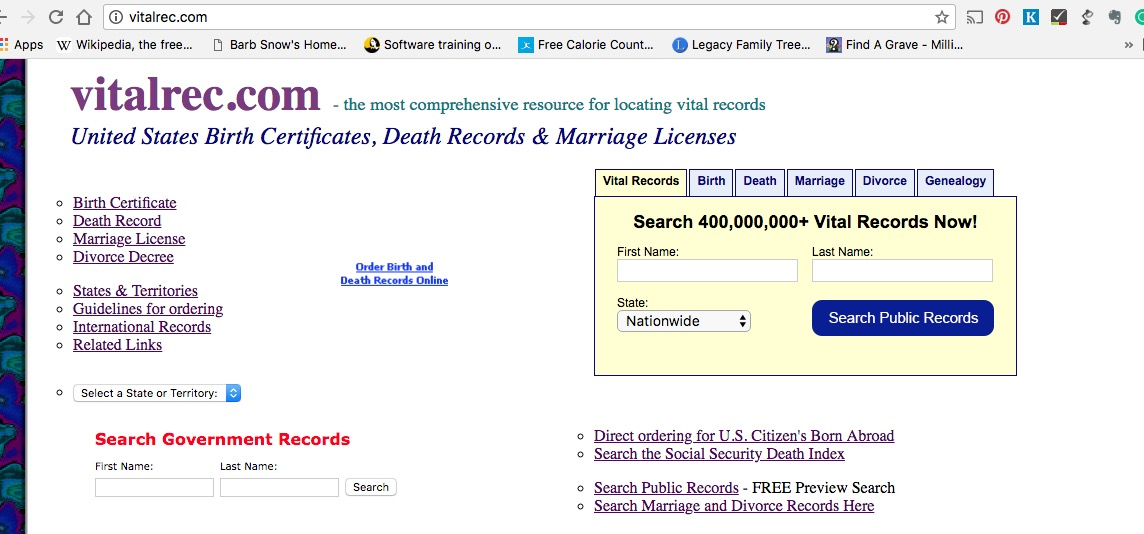 vitalrec.com
Apps
Wikipedia, the free...
Barb Snow's Home...
Software training o...
Free Calorie Count...
Legacy Family Tree...
Find A Grave - Milli...
»
vitalrec.com - the most comprehensive resource for locating vital records
United States Birth Certificates, Death Records & Marriage Licenses
Birth Certificate
Death Record
Marriage License
Divorce Decree
States & Territories
Guidelines for ordering
International Records
Related Links
Select a State or Territory:
Order Birth and
Death Records Online
Vital Records Birth Death Marriage Divorce Genealogy
Search 400,000,000+ Vital Records Now!
First Name: Last Name:
State:
Nationwide
Search Public Records
Search Government Records
First Name: Last Name:
Search
Direct ordering for U.S. Citizen's Born Abroad
Search the Social Security Death Index
Search Public Records - FREE Preview Search
Search Marriage and Divorce Records Here